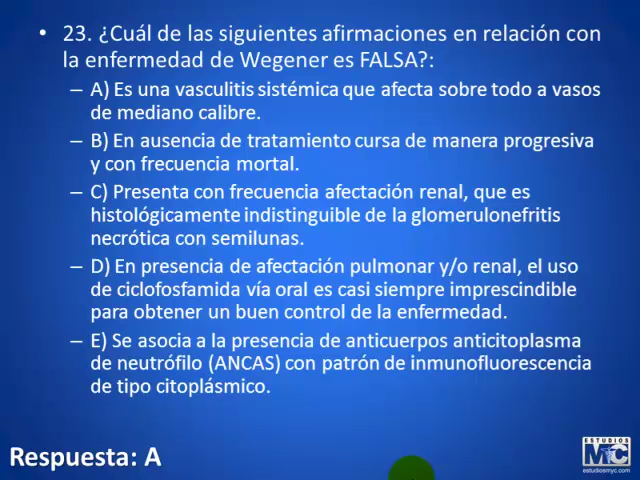 • 23. ¿Cuál de las siguientes afirmaciones en relación con
la enfermedad de Wegener es FALSA?:
– A) Es una vasculitis sistémica que afecta sobre todo a vasos
de mediano calibre.
– B) En ausencia de tratamiento cursa de manera progresiva
y con frecuencia mortal.
– C) Presenta con frecuencia afectación renal, que es
histológicamente indistinguible de la glomerulonefritis
necrótica con semilunas.
– D) En presencia de afectación pulmonar y/o renal, el uso
de ciclofosfamida vía oral es casi siempre imprescindible
para obtener un buen control de la enfermedad.
– E) Se asocia a la presencia de anticuerpos anticitoplasma
de neutrófilo (ANCAS) con patrón de inmunofluorescencia
de tipo citoplásmico.
Respuesta: A
ESTUDIOS
MyC
estudiosmyc.com